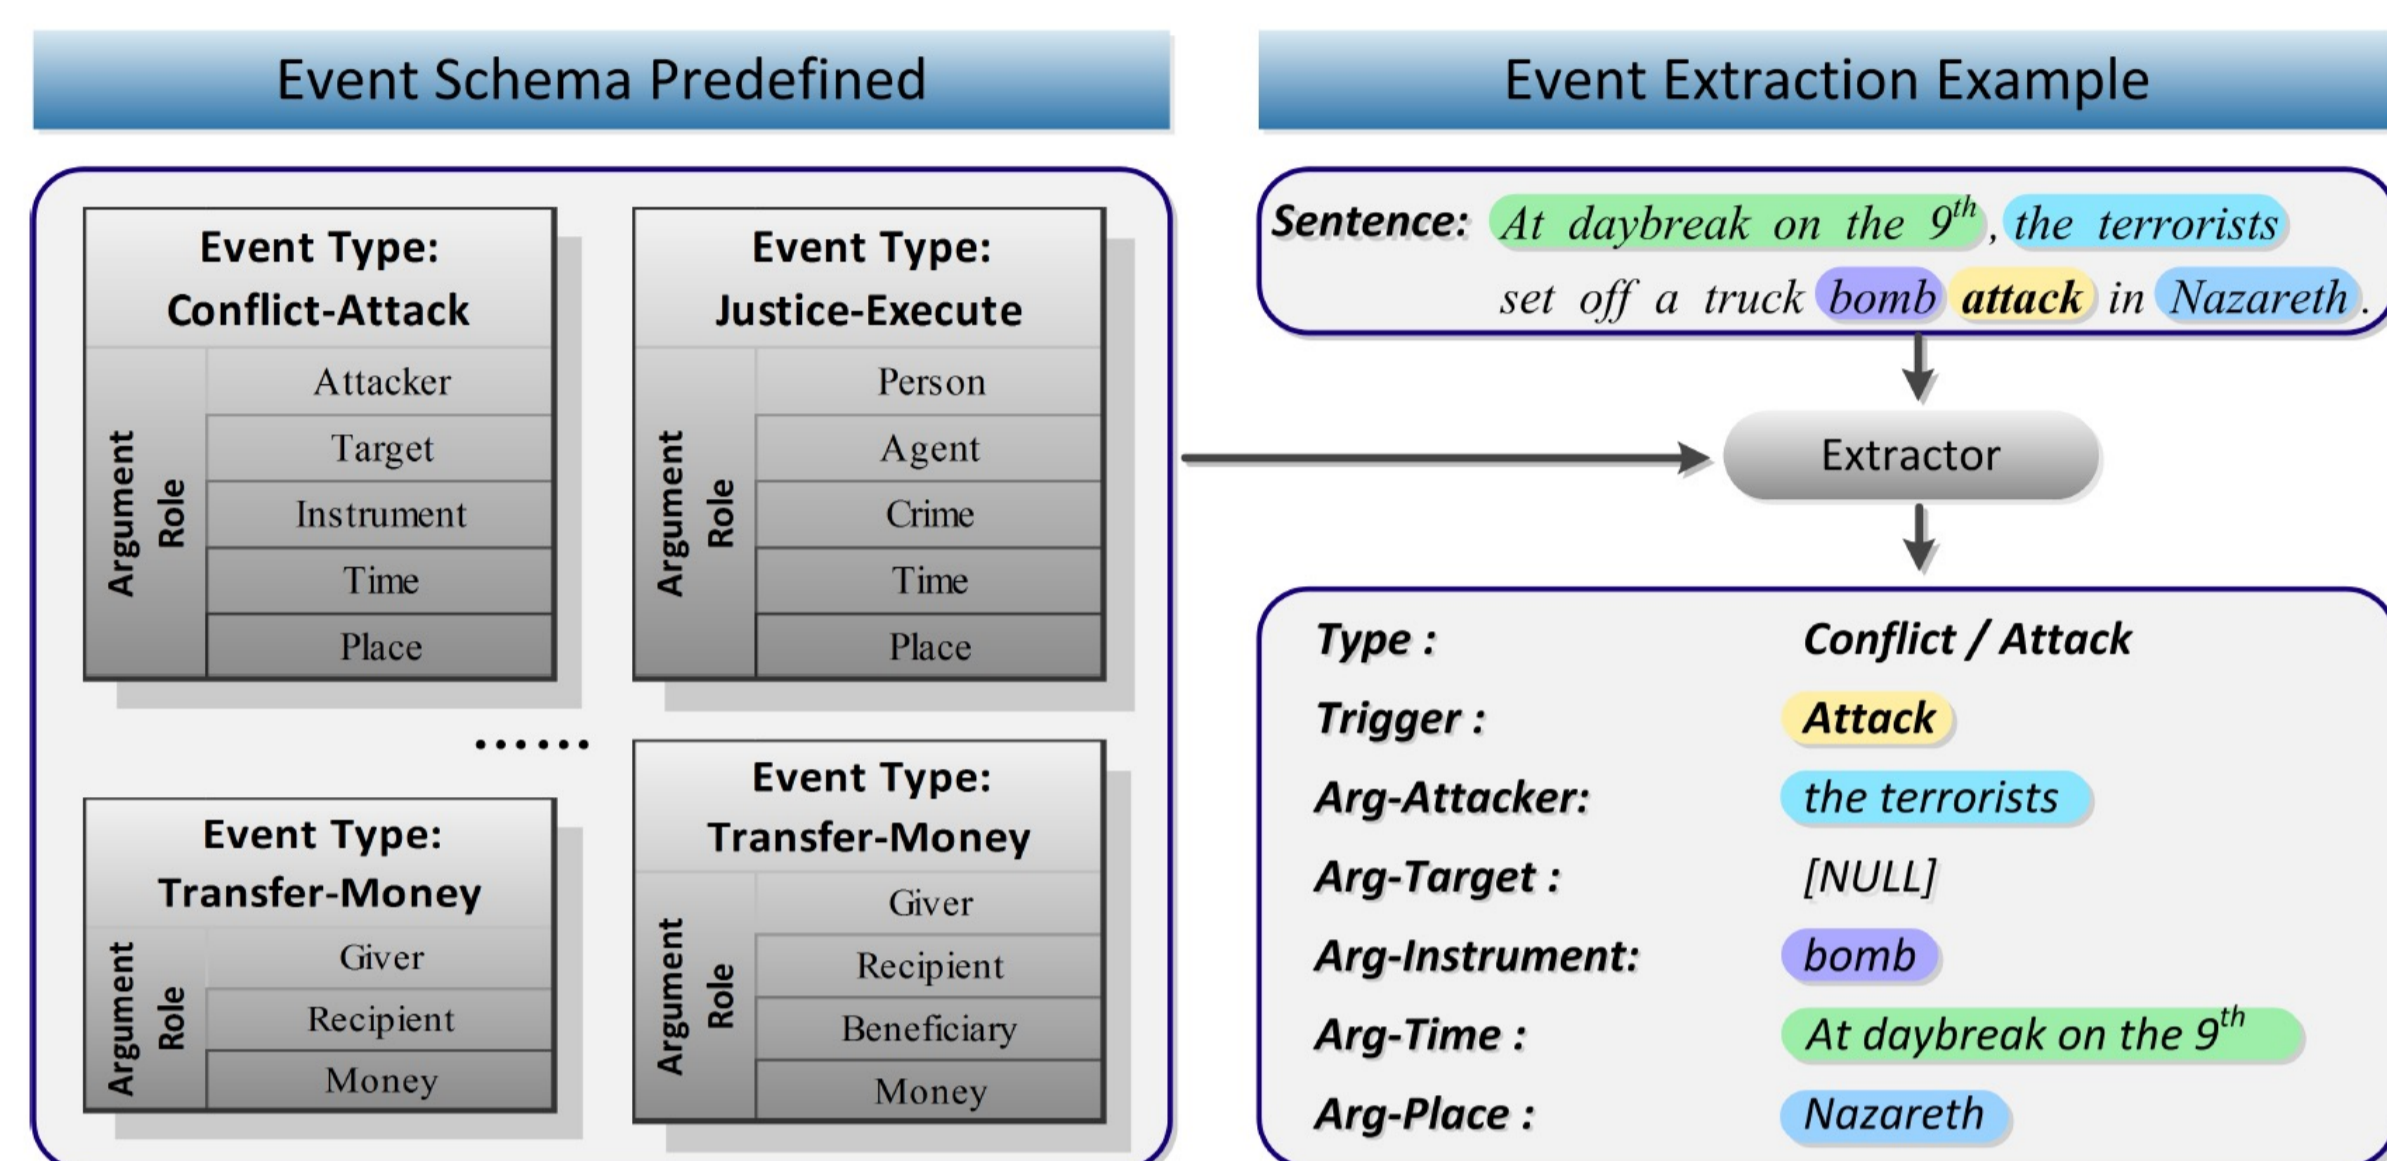 Event Schema Predefined
Event Type:
Conflict-Attack
Argument
Role
Attacker
Target
Instrument
Time
Place
Event Type:
Justice-Execute
Argument
Role
Person
Agent
Crime
Time
Place
......
Event Type:
Transfer-Money
Argument
Role
Giver
Recipient
Money
Event Type:
Transfer-Money
Argument
Role
Giver
Recipient
Beneficiary
Money
Event Extraction Example
Sentence: At daybreak on the 9th, the terrorists
set off a truck bomb attack in Nazareth.
Extractor
Type : Conflict / Attack
Trigger : Attack
Arg-Attacker: the terrorists
Arg-Target : [NULL]
Arg-Instrument: bomb
Arg-Time : At daybreak on the 9th
Arg-Place : Nazareth